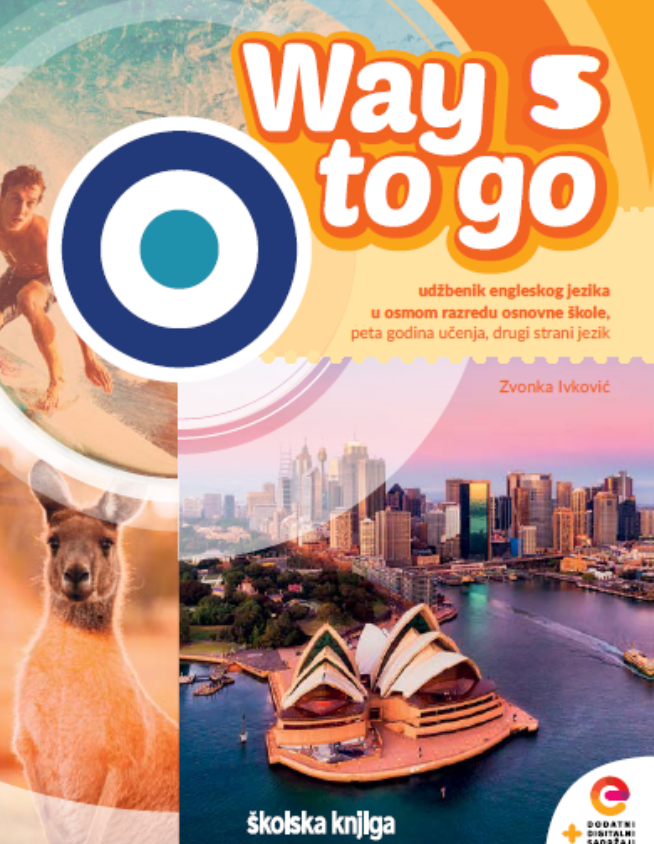 Way 5
to go
udžbenik engleskog jezika
u osmom razredu osnovne škole,
peta godina učenja, drugi strani jezik
Zvonka Ivković
školska knjiga
e
DODATNI
+ DIGITALNI
SADRŽAJI